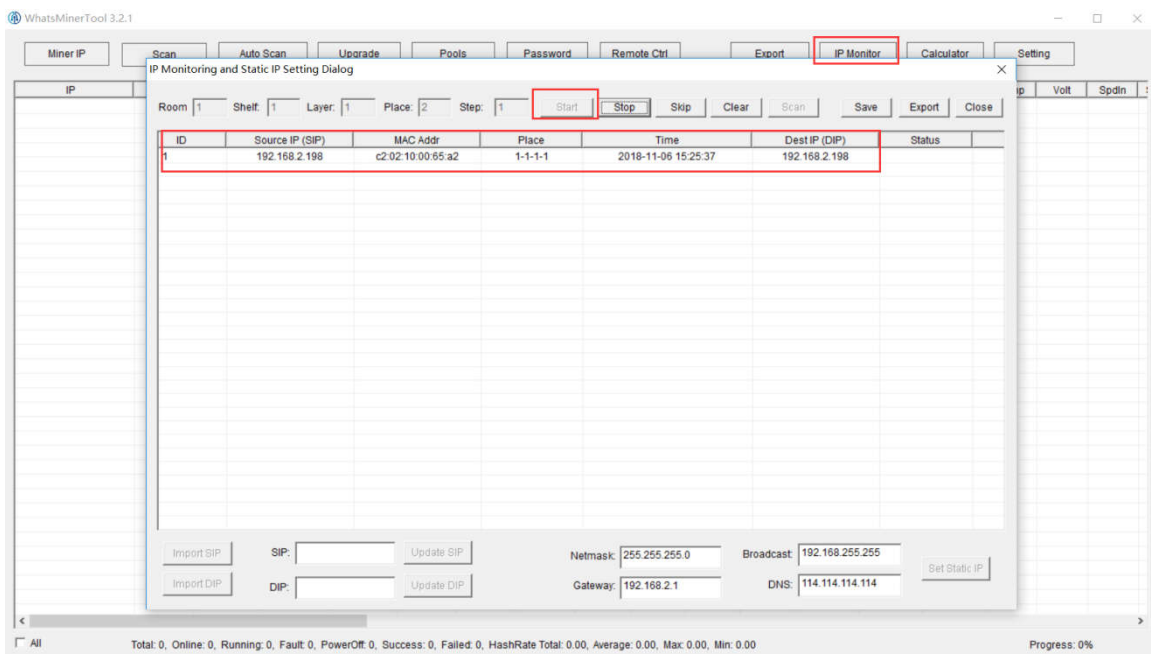 WhatsMinerTool 3.2.1
Miner IP Scan Auto Scan Upgrade Pools Password Remote Ctrl Export IP Monitor Calculator Setting
IP Monitoring and Static IP Setting Dialog
IP Volt SpdIn
Room 1 Shelf: 1 Layer: 1 Place: 2 Step: 1 Start Stop Skip Clear Scan Save Export Close
ID Source IP (SIP) MAC Addr Place Time Dest IP (DIP) Status
1 192.168.2.198 c2:02:10:00:65:a2 1-1-1-1 2018-11-06 15:25:37 192.168.2.198
Import SIP SIP: Update SIP Netmask: 255.255.255.0 Broadcast: 192.168.255.255
Set Static IP
Import DIP DIP: Update DIP Gateway: 192.168.2.1 DNS: 114.114.114.114
All Total: 0, Online: 0, Running: 0, Fault: 0, PowerOff: 0, Success: 0, Failed: 0, HashRate Total: 0.00, Average: 0.00, Max: 0.00, Min: 0.00 Progress: 0%